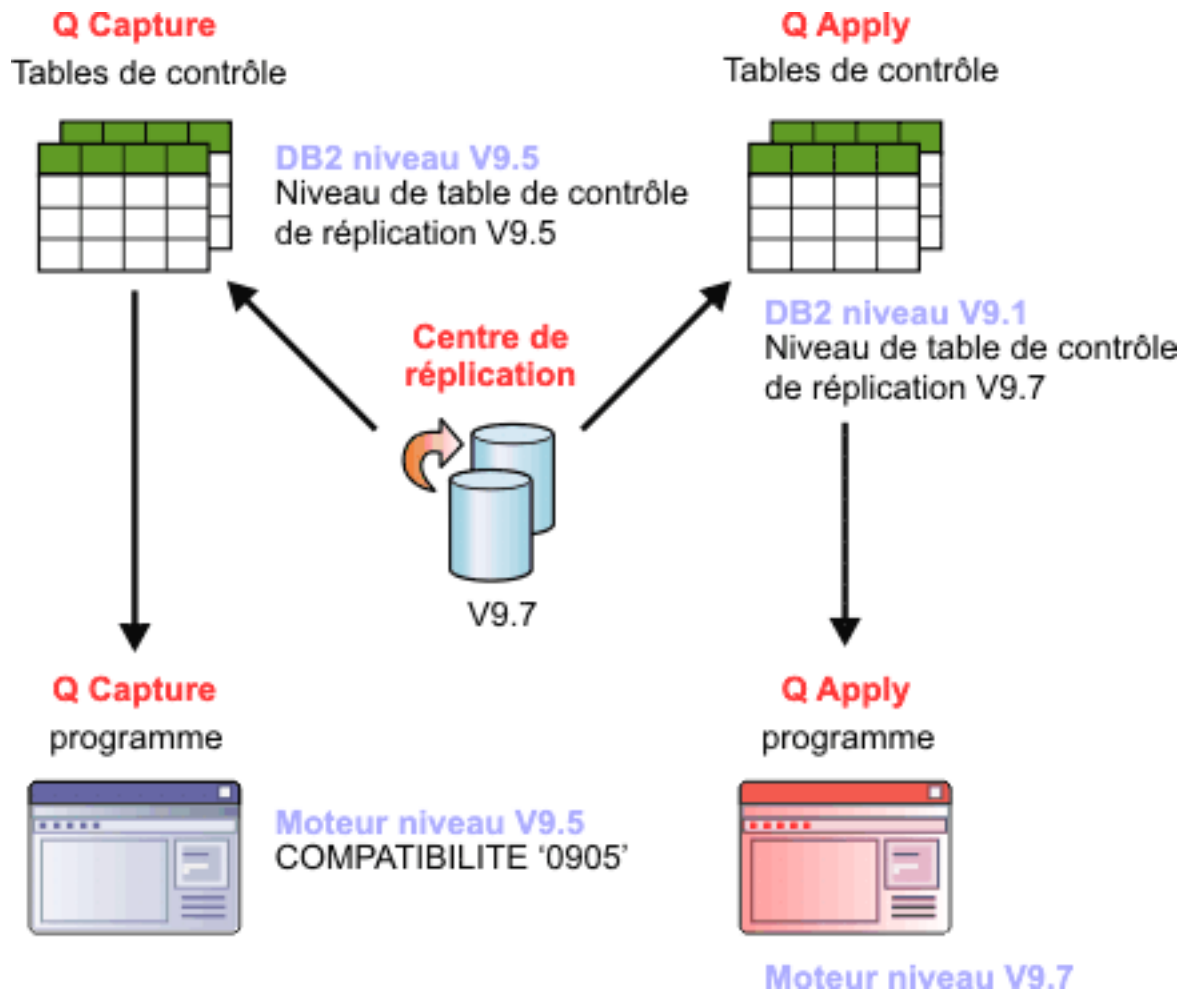 Q Capture
Tables de contrôle
DB2 niveau V9.5
Niveau de table de contrôle
de réplication V9.5
Q Apply
Tables de contrôle
DB2 niveau V9.1
Niveau de table de contrôle
de réplication V9.7
Centre de
réplication
V9.7
Q Capture
programme
Moteur niveau V9.5
COMPATIBILITE ‘0905’
Q Apply
programme
Moteur niveau V9.7